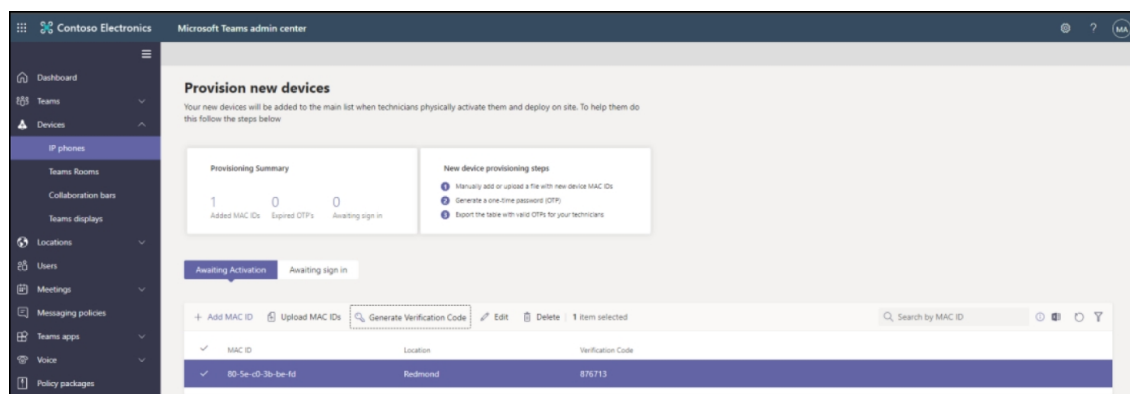 Contoso Electronics
Microsoft Teams admin center
?
MA
Dashboard
Teams
Devices
IP phones
Teams Rooms
Collaboration bars
Teams displays
Locations
Users
Meetings
Messaging policies
Teams apps
Voice
Policy packages
Provision new devices
Your new devices will be added to the main list when technicians physically activate them and deploy on site. To help them do
this follow the steps below
Provisioning Summary
1 0 0
Added MAC IDs Expired OTPs Awaiting sign in
New device provisioning steps
1 Manually add or upload a file with new device MAC IDs
2 Generate a one-time password (OTP)
3 Export the table with valid OTPs for your technicians
Awaiting Activation Awaiting sign in
+ Add MAC ID Upload MAC IDs Generate Verification Code Edit Delete | 1 item selected Search by MAC ID
MAC ID Location Verification Code
80-5e-c0-3b-be-fd Redmond 876713